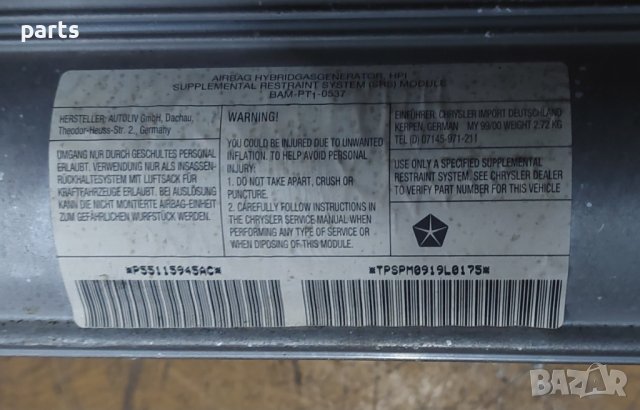 parts
AIRBAG HYBRIDGASGENERATOR, HPI
SUPPLEMENTAL RESTRAINT SYSTEM (SRS) MODULE
BAM-PT1-0537
HERSTELLER: AUTOLIV GmbH, Dachau,
Theodor-Heuss-Str. 2., Germany
UMGANG NUR DURCH GESCHULTES PERSONAL
ERLAUBT. VERWENDUNG NUR ALS INSASSEN-
RÜCKHALTESYSTEM MIT LUFTSACK FÜR
KRAFTFAHRZEUGE ERLAUBT. BEI AUSLÖSUNG
KANN DIE NICHT MONTIERTE AIRBAG-EINHEIT
ZUM GEFÄHRLICHEN WURFSTÜCK WERDEN.
WARNING!
YOU COULD BE INJURED DUE TO UNWANTED
INFLATION. TO HELP AVOID PERSONAL
INJURY:
1. DO NOT TAKE APART, CRUSH OR
PUNCTURE.
2. CAREFULLY FOLLOW INSTRUCTIONS IN
THE CHRYSLER SERVICE MANUAL WHEN
PERFORMING ANY TYPE OF SERVICE OR
WHEN DIPOSING OF THIS MODULE.
EINFÜHRER: CHRYSLER IMPORT DEUTSCHLAND
KERPEN, GERMAN MY 99/00 WEIGHT 2.72 KG
TEL (D) 07145-971-211
USE ONLY A SPECIFIED SUPPLEMENTAL
RESTRAINT SYSTEM. SEE CHRYSLER DEALER
TO VERIFY PART NUMBER FOR THIS VEHICLE
*P55115945AC*
*TPSPM0919L0175*
BAZAR